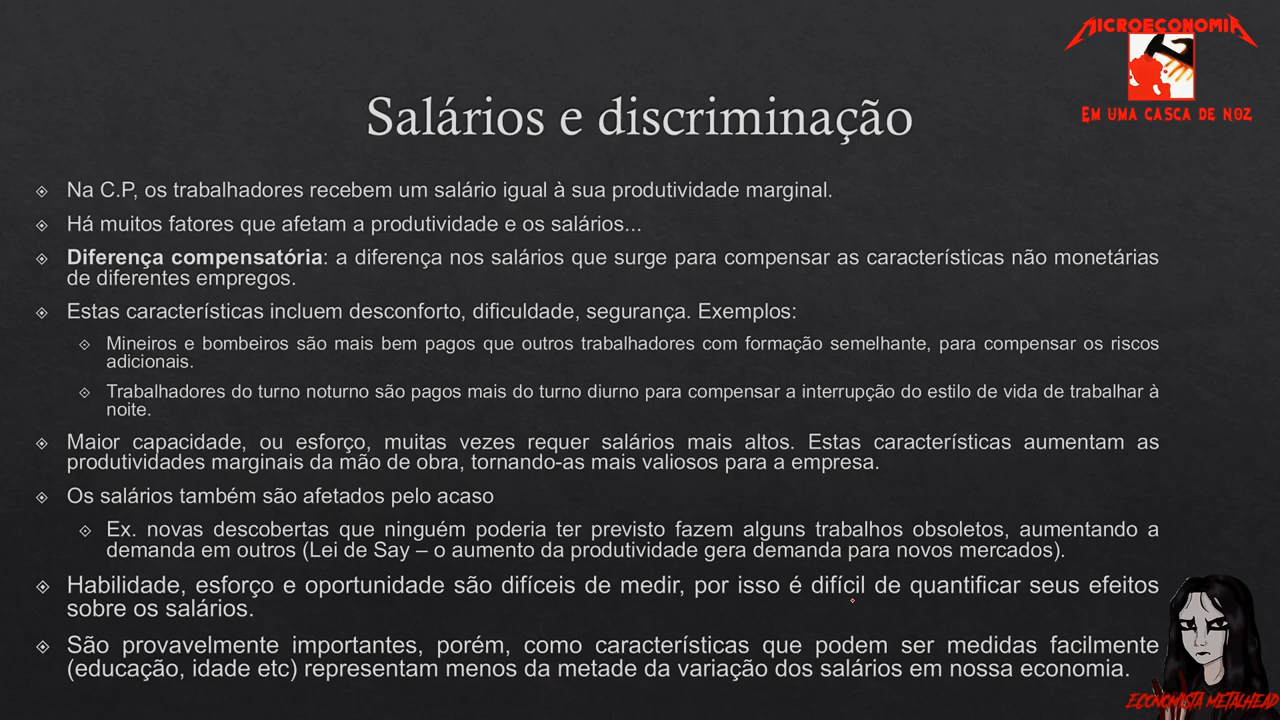 MICROECONOMIA
EM UMA CASCA DE NOZ
Salários e discriminação
Na C.P, os trabalhadores recebem um salário igual à sua produtividade marginal.
Há muitos fatores que afetam a produtividade e os salários...
Diferença compensatória: a diferença nos salários que surge para compensar as características não monetárias
de diferentes empregos.
Estas características incluem desconforto, dificuldade, segurança. Exemplos:
Mineiros e bombeiros são mais bem pagos que outros trabalhadores com formação semelhante, para compensar os riscos
adicionais.
Trabalhadores do turno noturno são pagos mais do turno diurno para compensar a interrupção do estilo de vida de trabalhar à
noite.
Maior capacidade, ou esforço, muitas vezes requer salários mais altos. Estas características aumentam as
produtividades marginais da mão de obra, tornando-as mais valiosos para a empresa.
Os salários também são afetados pelo acaso
Ex. novas descobertas que ninguém poderia ter previsto fazem alguns trabalhos obsoletos, aumentando a
demanda em outros (Lei de Say – o aumento da produtividade gera demanda para novos mercados).
Habilidade, esforço e oportunidade são difíceis de medir, por isso é difícil de quantificar seus efeitos
sobre os salários.
São provavelmente importantes, porém, como características que podem ser medidas facilmente
(educação, idade etc) representam menos da metade da variação dos salários em nossa economia.
ECONOMISTA METALHEAD